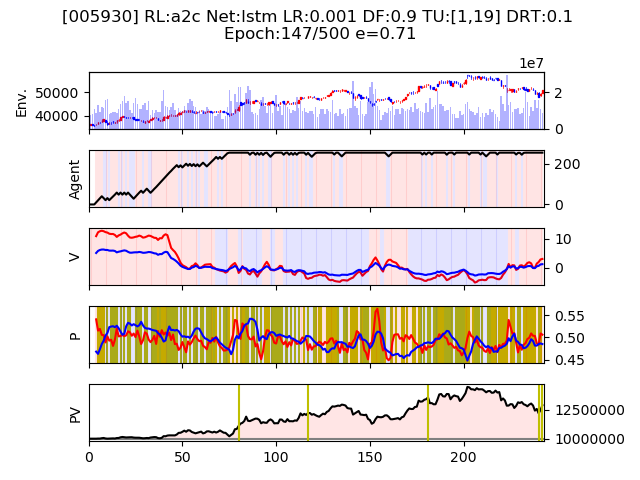 [005930] RL:a2c Net:lstm LR:0.001 DF:0.9 TU:[1,19] DRT:0.1
Epoch:147/500 e=0.71
1e7
Env.
50000
40000
2
0
Agent
200
0
V
10
0
P
0.55
0.50
0.45
PV
12500000
10000000
0
50
100
150
200